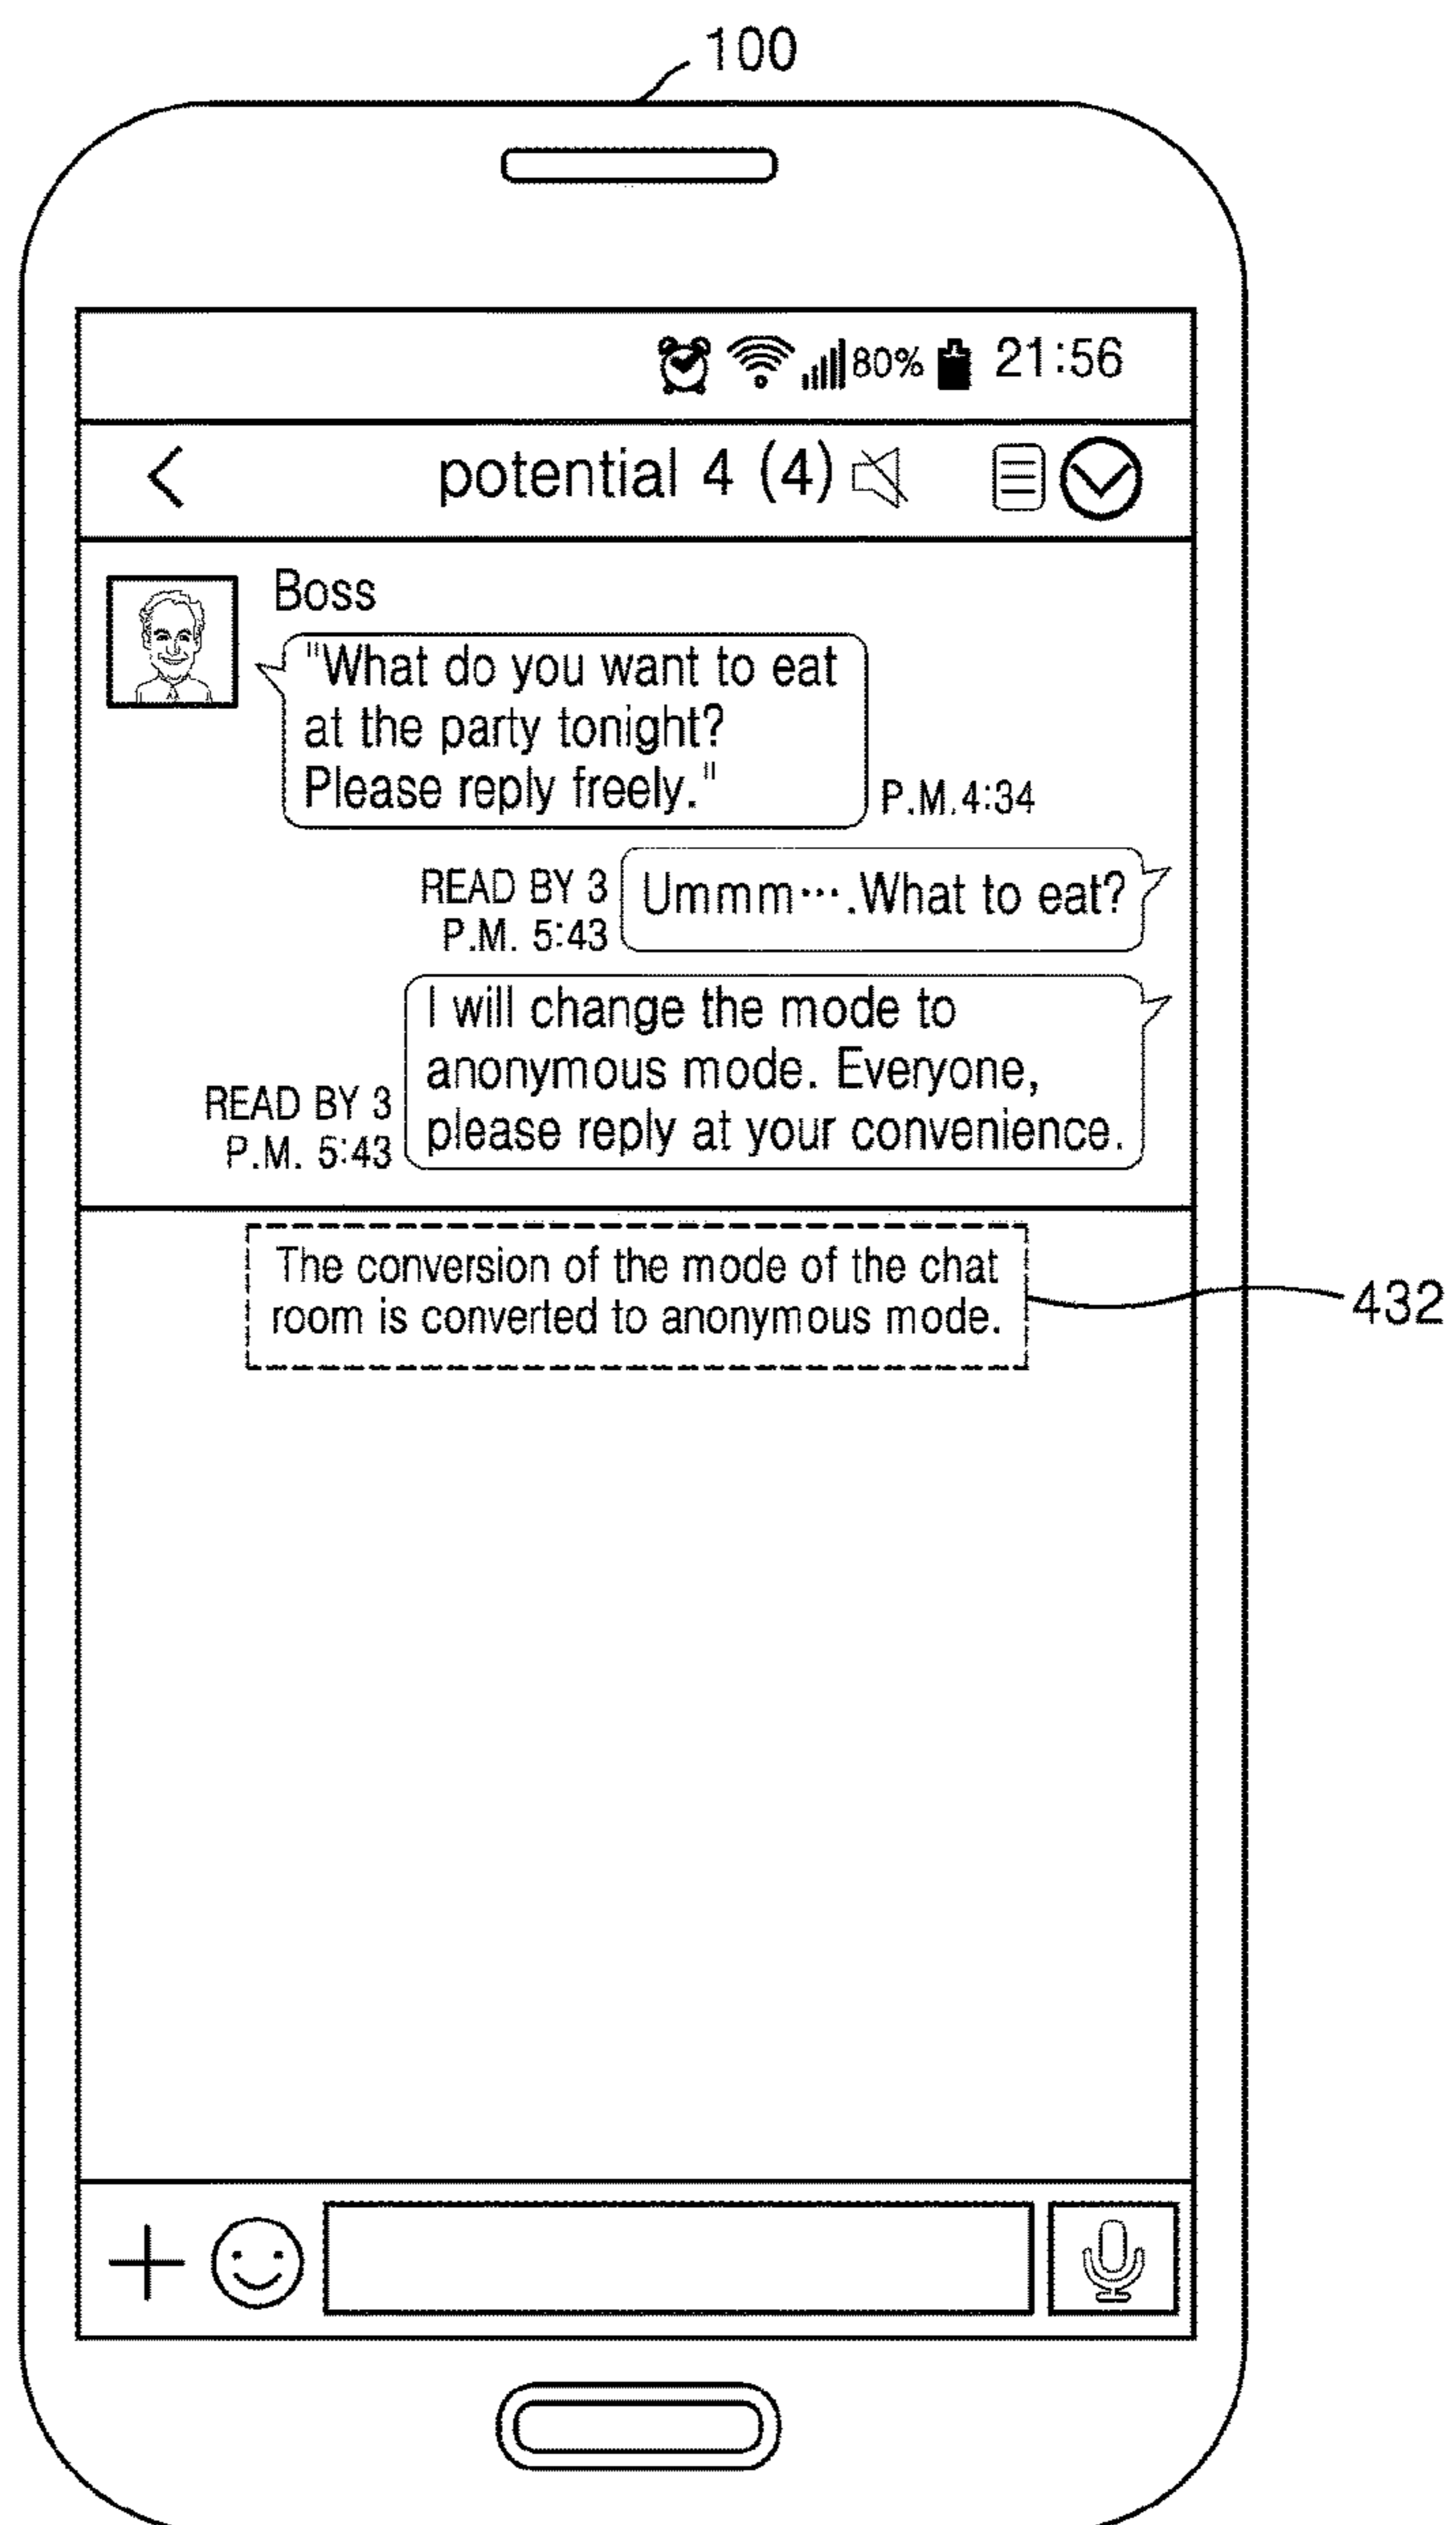 100
80% 21:56
potential 4 (4)
Boss
"What do you want to eat
at the party tonight?
Please reply freely."
P.M.4:34
READ BY 3
P.M. 5:43
Ummm⋯.What to eat?
I will change the mode to
anonymous mode. Everyone,
please reply at your convenience.
READ BY 3
P.M. 5:43
The conversion of the mode of the chat
room is converted to anonymous mode.
432